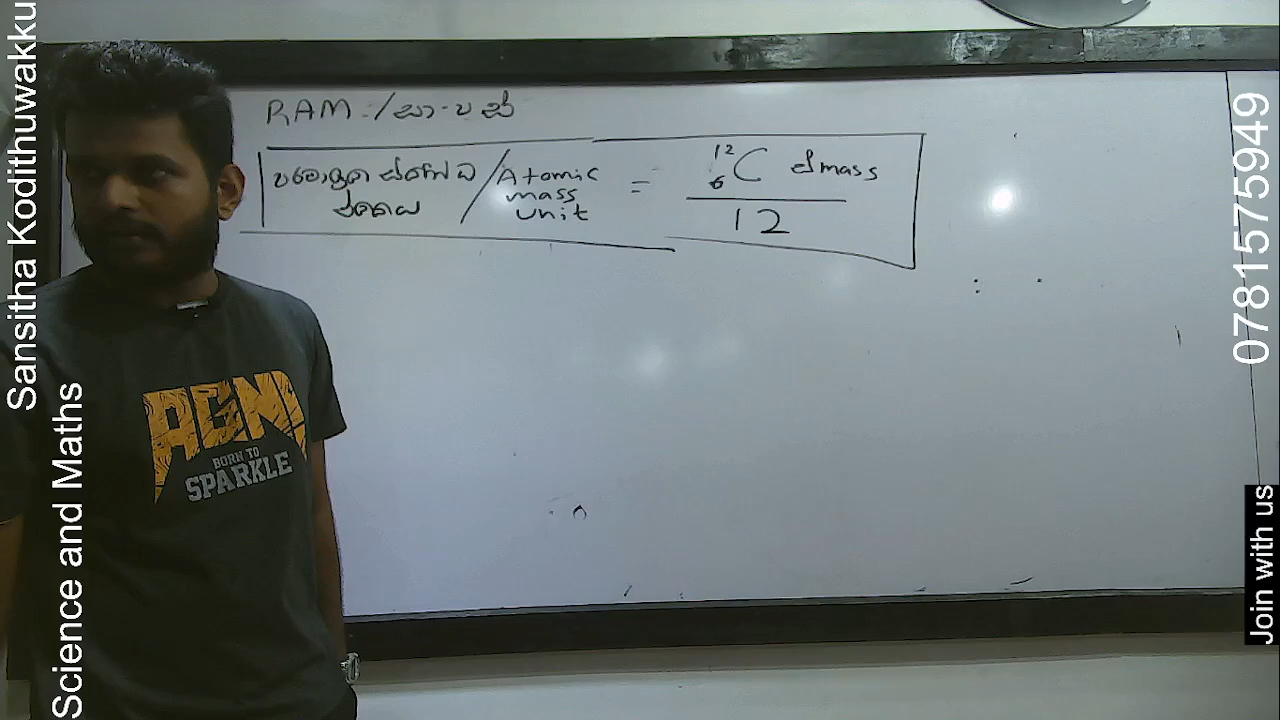 Sansitha Kodithuwakku
Science and Maths
RAM :/ සා.ප.ස්
පරමාණුක ස්කන්ධ ඒකකය / Atomic mass unit = ¹²₆C හි mass / 12
AGNI
BORN TO
SPARKLE
0781575949
Join with us